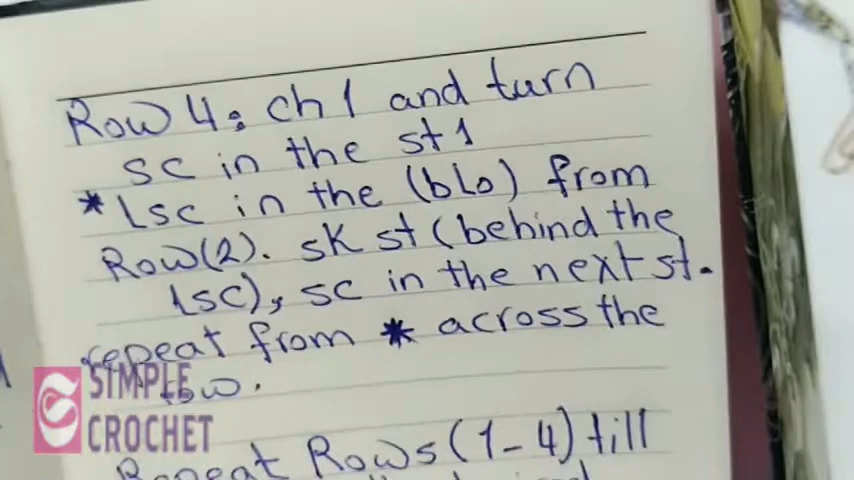 Row 4: ch 1 and turn
sc in the st 1
* Lsc in the (blo) from
Row(2). sk st (behind the
Lsc), sc in the next st.
repeat from * across the
row.
Repeat Rows (1-4) till
SIMPLE
CROCHET